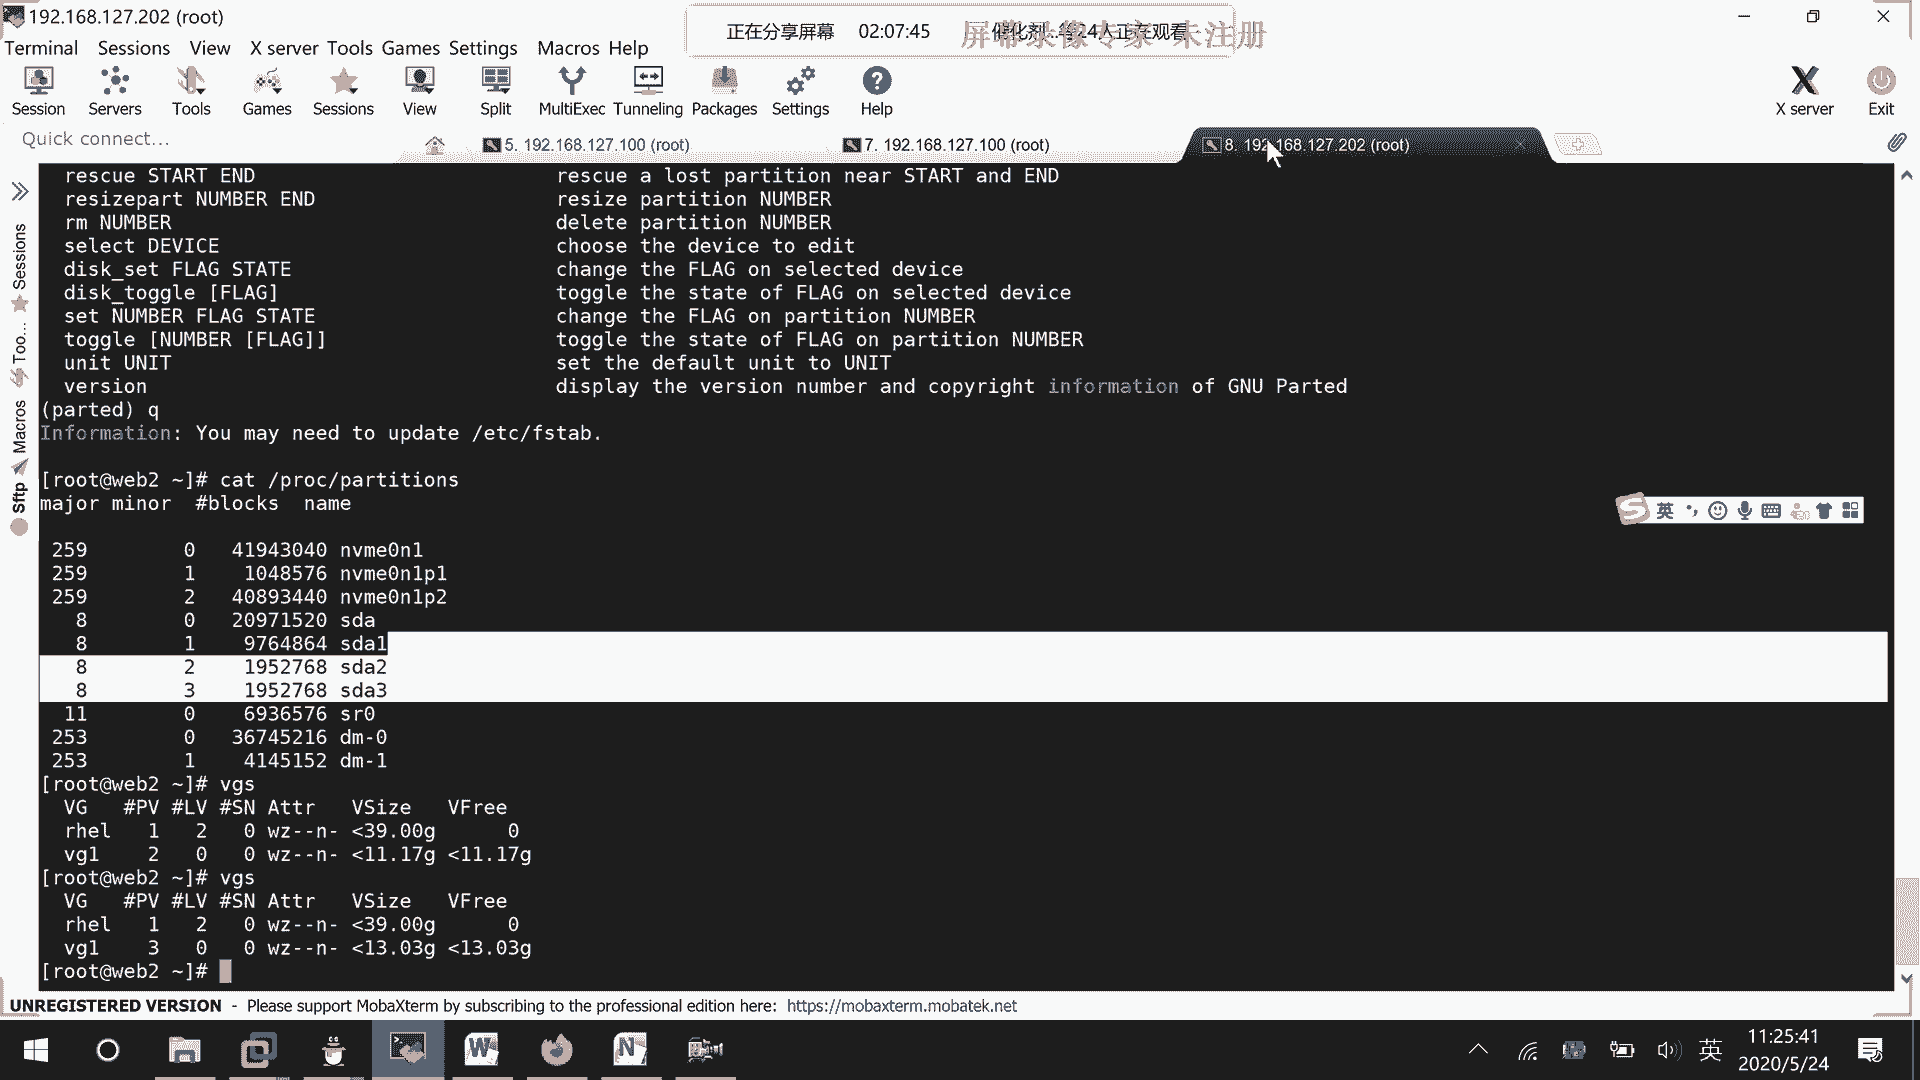 192.168.127.202 (root)
正在分享屏幕 02:07:45
屏幕录像专家 未注册
Terminal Sessions View X server Tools Games Settings Macros Help
Session Servers Tools Games Sessions View Split MultiExec Tunneling Packages Settings Help X server Exit
Quick connect...
5. 192.168.127.100 (root)
7. 192.168.127.100 (root)
8. 192.168.127.202 (root)
Sessions
Too...
Macros
Sftp
rescue START END rescue a lost partition near START and END
resizepart NUMBER END resize partition NUMBER
rm NUMBER delete partition NUMBER
select DEVICE choose the device to edit
disk_set FLAG STATE change the FLAG on selected device
disk_toggle [FLAG] toggle the state of FLAG on selected device
set NUMBER FLAG STATE change the FLAG on partition NUMBER
toggle [NUMBER [FLAG]] toggle the state of FLAG on partition NUMBER
unit UNIT set the default unit to UNIT
version display the version number and copyright information of GNU Parted
(parted) q
Information: You may need to update /etc/fstab.
[root@web2 ~]# cat /proc/partitions
major minor #blocks name
259 0 41943040 nvme0n1
259 1 1048576 nvme0n1p1
259 2 40893440 nvme0n1p2
8 0 20971520 sda
8 1 9764864 sda1
8 2 1952768 sda2
8 3 1952768 sda3
11 0 6936576 sr0
253 0 36745216 dm-0
253 1 4145152 dm-1
[root@web2 ~]# vgs
VG #PV #LV #SN Attr VSize VFree
rhel 1 2 0 wz--n- <39.00g 0
vg1 2 0 0 wz--n- <11.17g <11.17g
[root@web2 ~]# vgs
VG #PV #LV #SN Attr VSize VFree
rhel 1 2 0 wz--n- <39.00g 0
vg1 3 0 0 wz--n- <13.03g <13.03g
[root@web2 ~]#
英
UNREGISTERED VERSION - Please support MobaXterm by subscribing to the professional edition here: https://mobaxterm.mobatek.net
英
11:25:41
2020/5/24